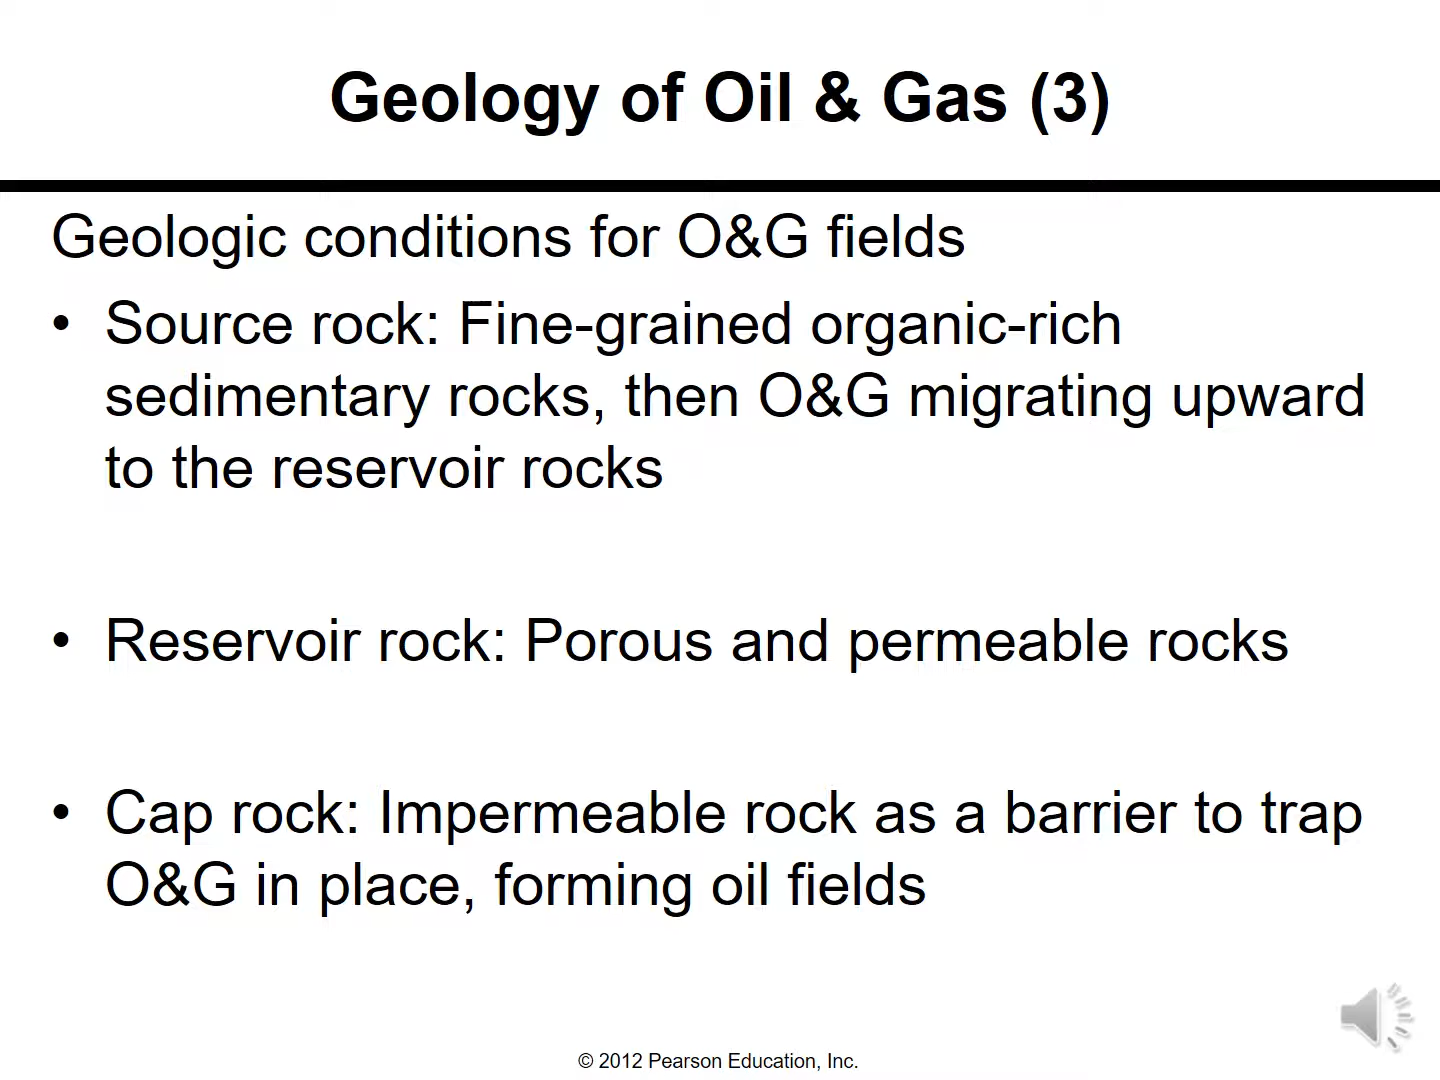 Geology of Oil & Gas (3)
Geologic conditions for O&G fields
• Source rock: Fine-grained organic-rich
sedimentary rocks, then O&G migrating upward
to the reservoir rocks
• Reservoir rock: Porous and permeable rocks
• Cap rock: Impermeable rock as a barrier to trap
O&G in place, forming oil fields
© 2012 Pearson Education, Inc.